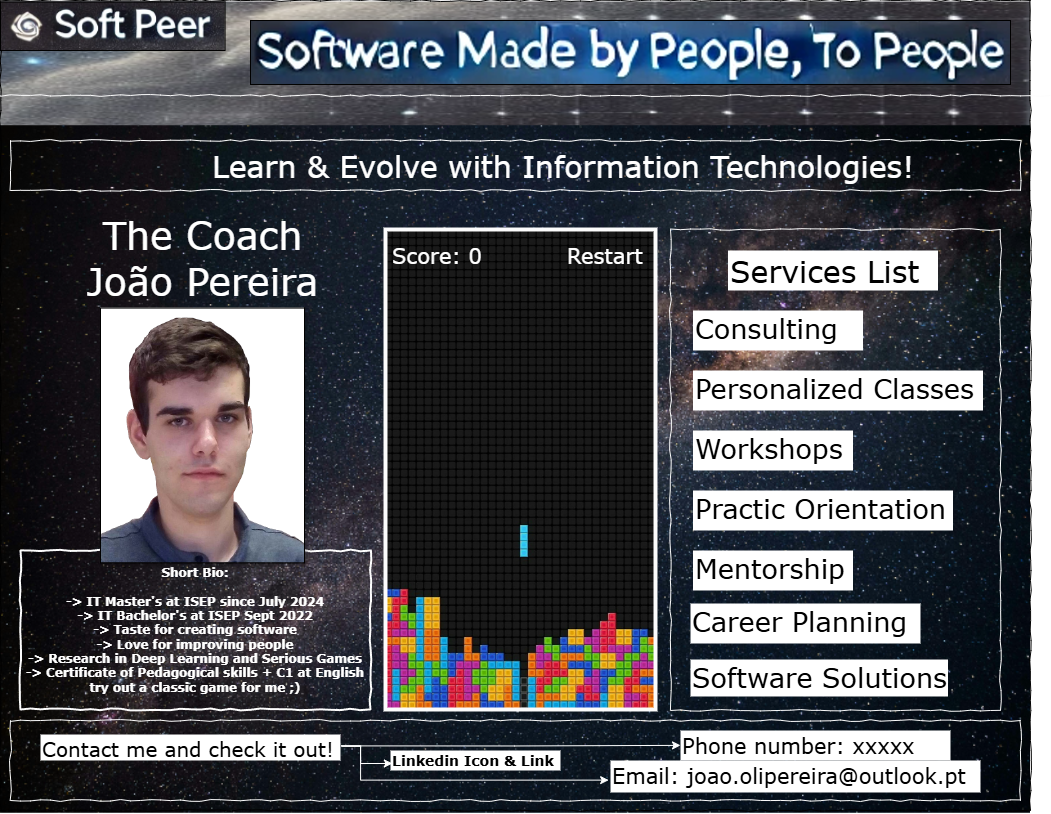 Soft Peer
Software Made by People, To People
Learn & Evolve with Information Technologies!
The Coach
João Pereira
Short Bio:
-> IT Master's at ISEP since July 2024
-> IT Bachelor's at ISEP Sept 2022
-> Taste for creating software
-> Love for improving people
-> Research in Deep Learning and Serious Games
-> Certificate of Pedagogical skills + C1 at English
try out a classic game for me ;)
Score: 0
Restart
Services List
Consulting
Personalized Classes
Workshops
Practic Orientation
Mentorship
Career Planning
Software Solutions
Contact me and check it out!
Linkedin Icon & Link
Phone number: xxxxx
Email: joao.olipereira@outlook.pt